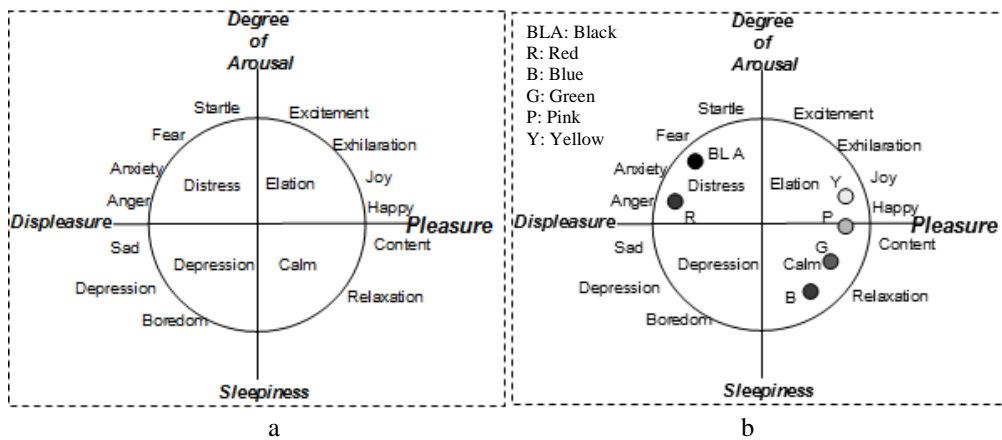 Degree
of
Arousal
Startle
Excitement
Fear
Exhilaration
Anxiety
Joy
Distress
Elation
Anger
Happy
Displeasure
Pleasure
Sad
Content
Depression
Calm
Depression
Relaxation
Boredom
Sleepiness
a
BLA: Black
R: Red
B: Blue
G: Green
P: Pink
Y: Yellow
Degree
of
Arousal
Startle
Excitement
Fear
Exhilaration
BLA
Anxiety
Joy
Distress
Elation
Y
Anger
Happy
R
P
Displeasure
Pleasure
Sad
Content
G
Depression
Calm
Depression
B
Relaxation
Boredom
Sleepiness
b